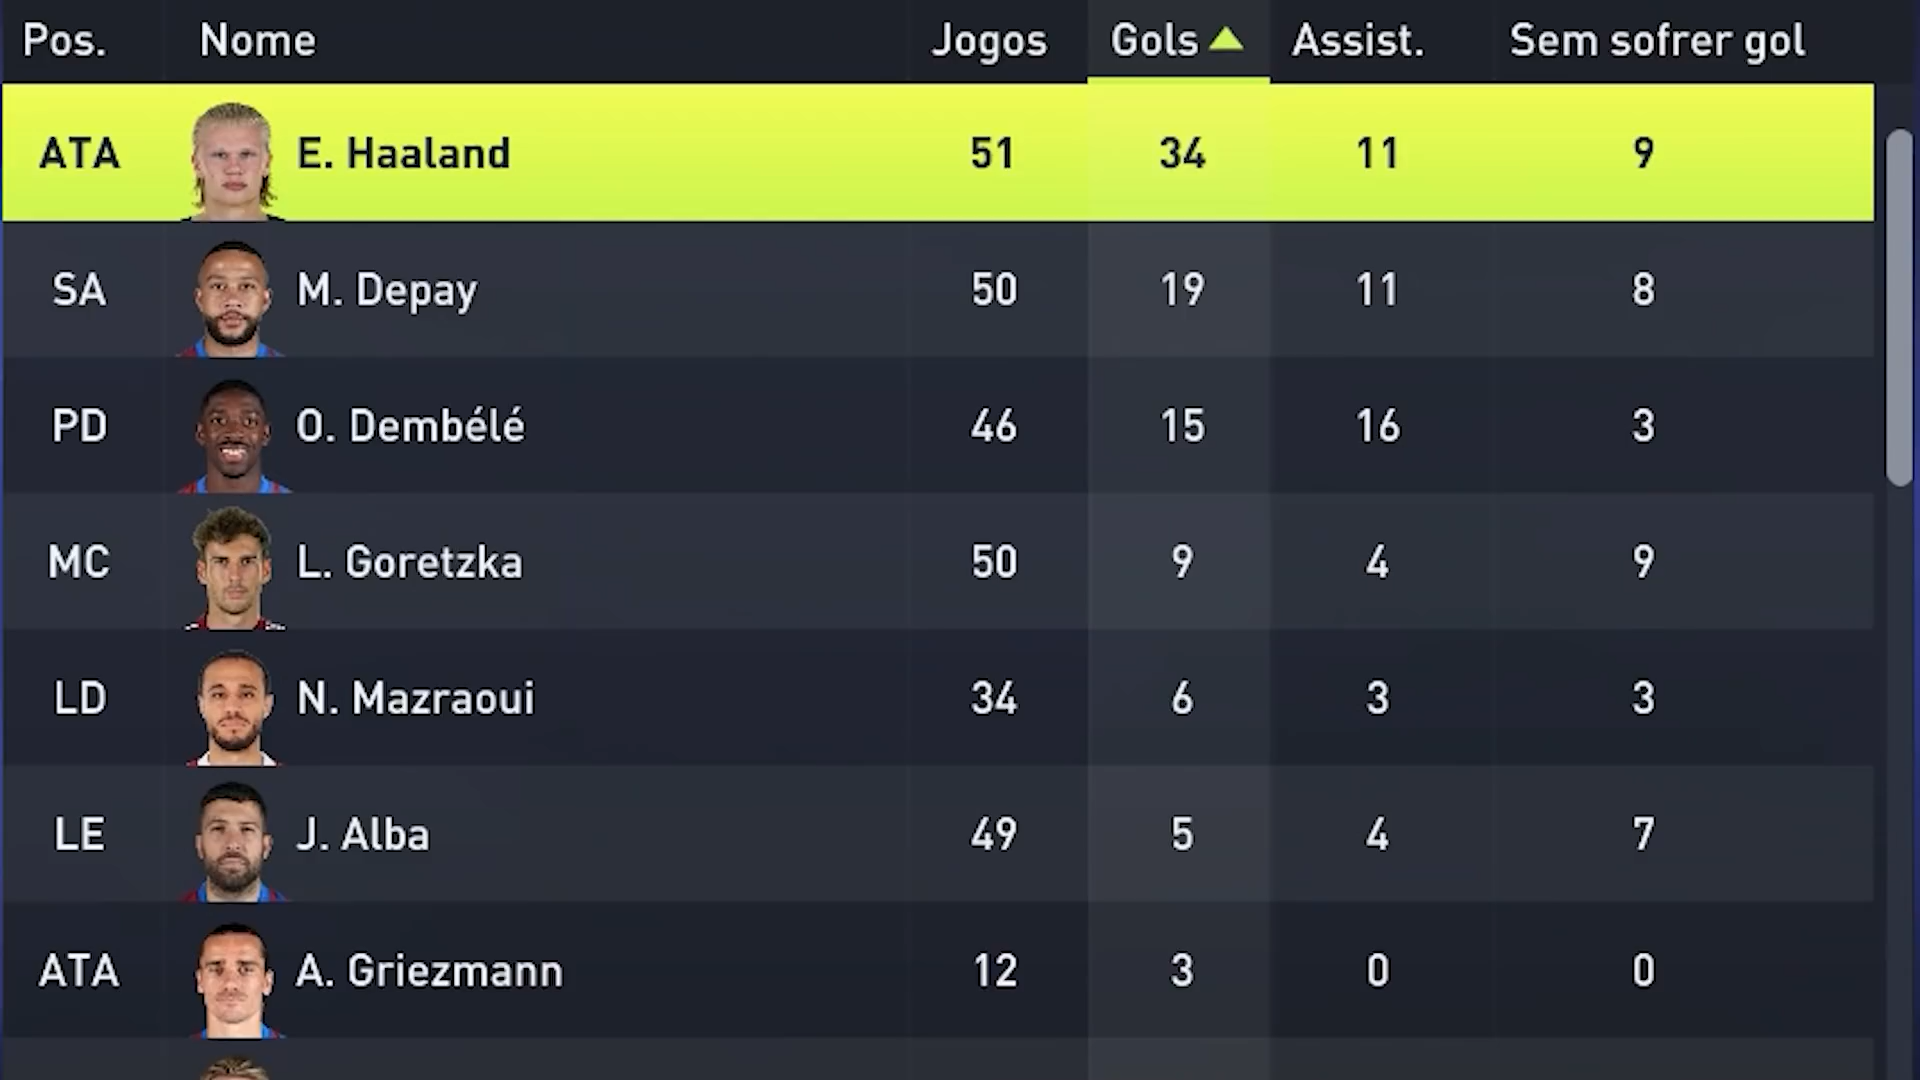 Pos. Nome Jogos Gols Assist. Sem sofrer gol
ATA E. Haaland 51 34 11 9
SA M. Depay 50 19 11 8
PD O. Dembélé 46 15 16 3
MC L. Goretzka 50 9 4 9
LD N. Mazraoui 34 6 3 3
LE J. Alba 49 5 4 7
ATA A. Griezmann 12 3 0 0